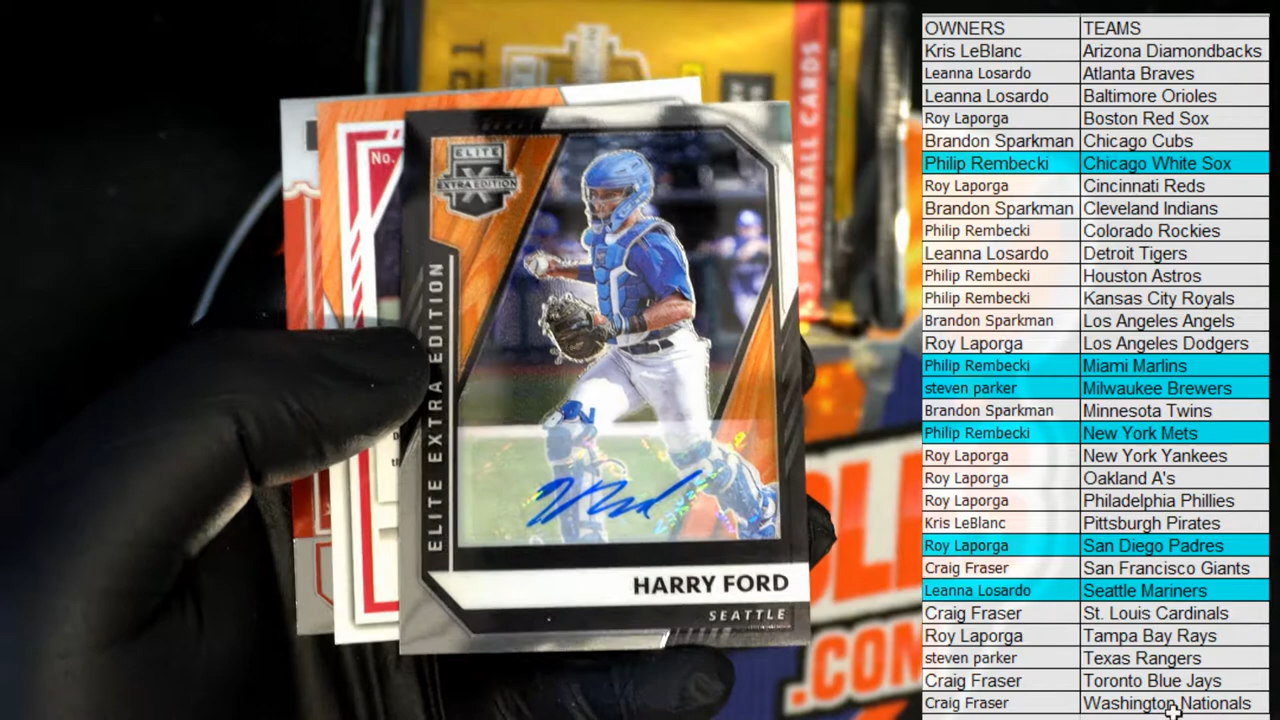 21
S BASEBALL CARDS
No.
ELITE
EXTRA EDITION
ELITE EXTRA EDITION
HARRY FORD
SEATTLE
.COM
OWNERS TEAMS
Kris LeBlanc Arizona Diamondbacks
Leanna Losardo Atlanta Braves
Leanna Losardo Baltimore Orioles
Roy Laporga Boston Red Sox
Brandon Sparkman Chicago Cubs
Philip Rembecki Chicago White Sox
Roy Laporga Cincinnati Reds
Brandon Sparkman Cleveland Indians
Philip Rembecki Colorado Rockies
Leanna Losardo Detroit Tigers
Philip Rembecki Houston Astros
Philip Rembecki Kansas City Royals
Brandon Sparkman Los Angeles Angels
Roy Laporga Los Angeles Dodgers
Philip Rembecki Miami Marlins
steven parker Milwaukee Brewers
Brandon Sparkman Minnesota Twins
Philip Rembecki New York Mets
Roy Laporga New York Yankees
Roy Laporga Oakland A's
Roy Laporga Philadelphia Phillies
Kris LeBlanc Pittsburgh Pirates
Roy Laporga San Diego Padres
Craig Fraser San Francisco Giants
Leanna Losardo Seattle Mariners
Craig Fraser St. Louis Cardinals
Roy Laporga Tampa Bay Rays
steven parker Texas Rangers
Craig Fraser Toronto Blue Jays
Craig Fraser Washington Nationals